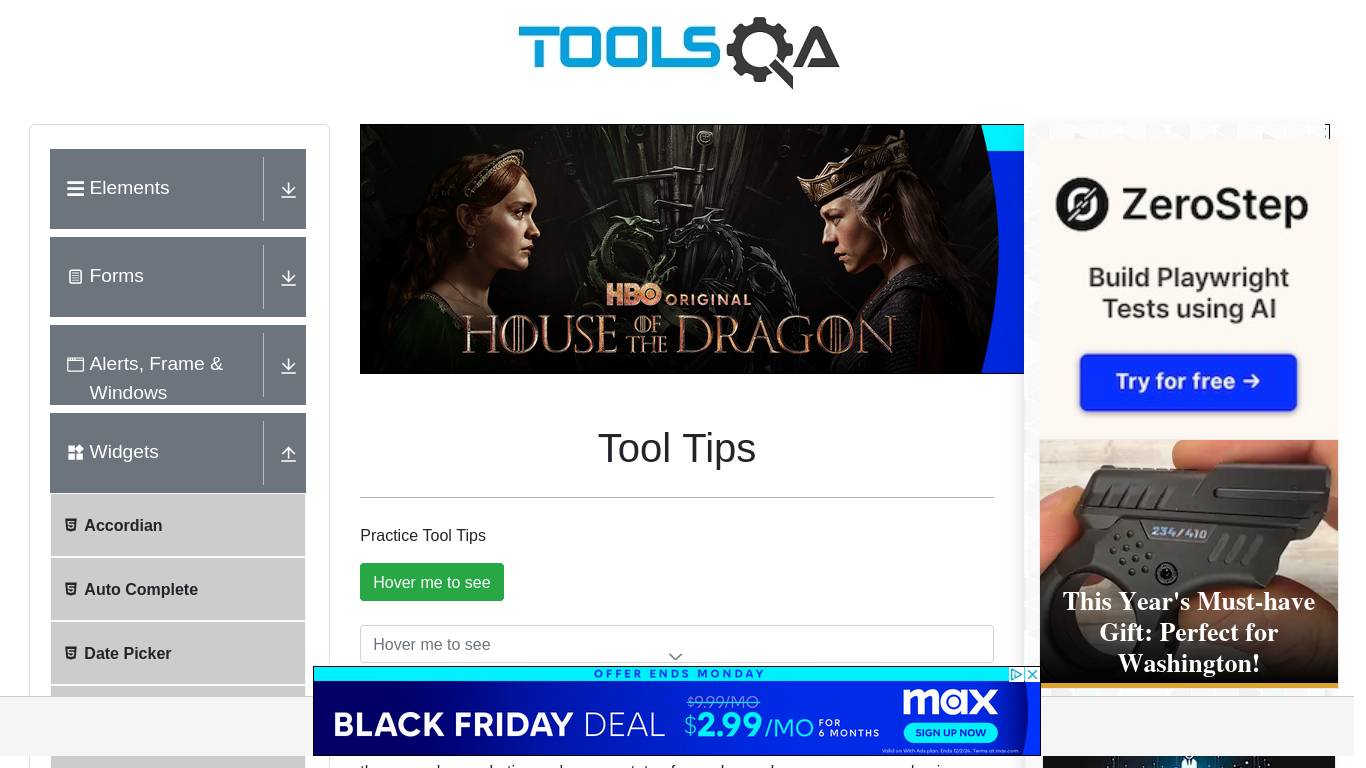 TOOLSQA
Elements
Forms
Alerts, Frame &
Windows
Widgets
Accordian
Auto Complete
Date Picker
HBO ORIGINAL
HOUSE OF THE DRAGON
Tool Tips
Practice Tool Tips
Hover me to see
Hover me to see
ZeroStep
Build Playwright
Tests using AI
Try for free →
234/410
This Year's Must-have
Gift: Perfect for
Washington!
OFFER ENDS MONDAY
BLACK FRIDAY DEAL
$9.99/MO
$2.99/MO
FOR
6 MONTHS
max
SIGN UP NOW
Valid on With Ads plan. Ends 12/2/24. Terms at max.com.